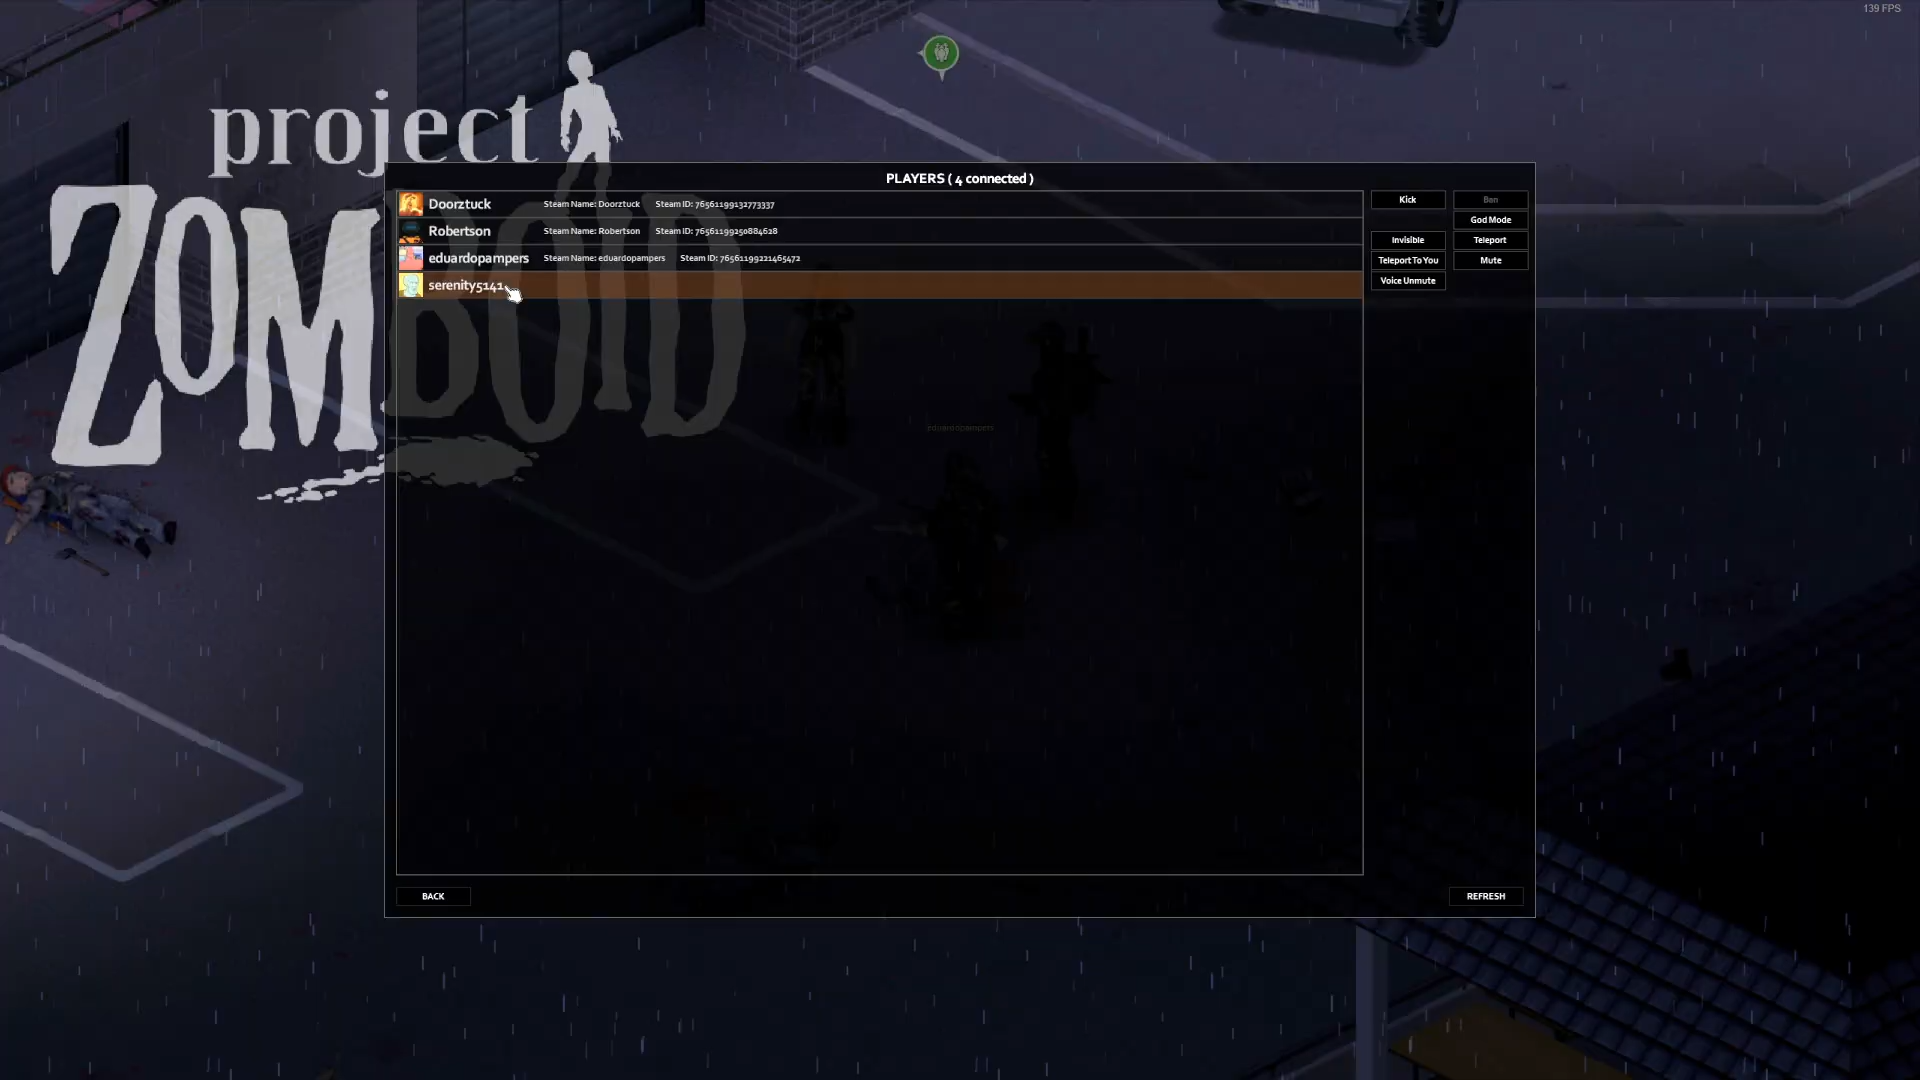 139 FPS
project
ZOMBOID
PLAYERS ( 4 connected )
Doorztuck Steam Name: Doorztuck Steam ID: 76561199132773337
Robertson Steam Name: Robertson Steam ID: 76561199250884628
eduardopampers Steam Name: eduardopampers Steam ID: 76561199221465472
serenity5141
Kick Ban
God Mode
Invisible Teleport
Teleport To You Mute
Voice Unmute
eduardopampers
BACK REFRESH